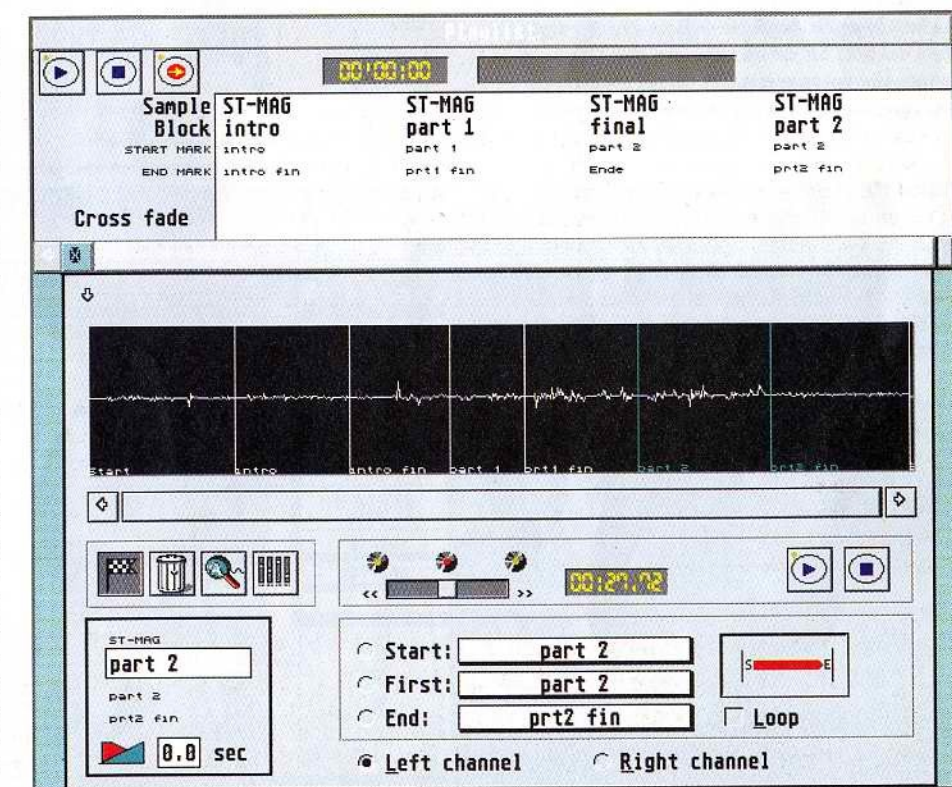 Playlist
00'00:00
Sample ST-MAG ST-MAG ST-MAG ST-MAG
Block intro part 1 final part 2
START MARK intro part 1 part 2 part 2
END MARK intro fin prt1 fin Ende prt2 fin
Cross fade
Start intro intro fin part 1 prt1 fin part 2 prt2 fin E
<< >> 00:27.72
ST-MAG
part 2
part 2
prt2 fin
0.0 sec
Start: part 2
First: part 2
End: prt2 fin
S E
Loop
Left channel Right channel